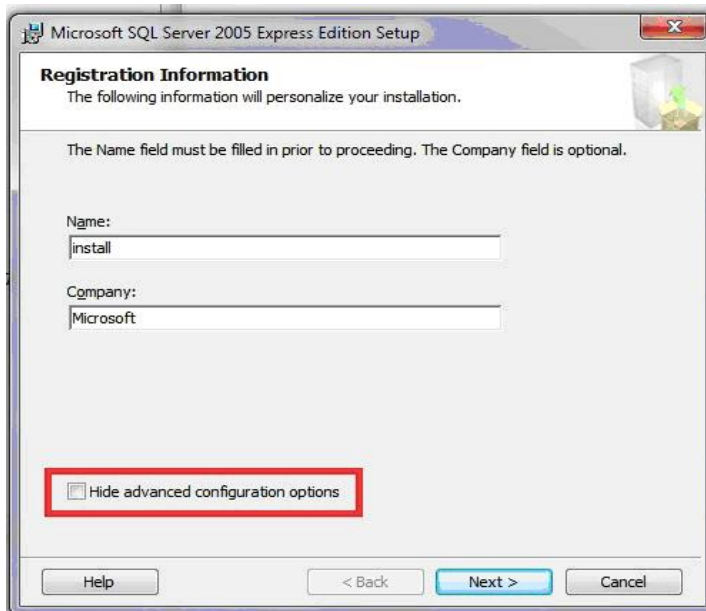 Microsoft SQL Server 2005 Express Edition Setup
Registration Information
The following information will personalize your installation.
The Name field must be filled in prior to proceeding. The Company field is optional.
Name:
install
Company:
Microsoft
Hide advanced configuration options
Help
< Back
Next >
Cancel